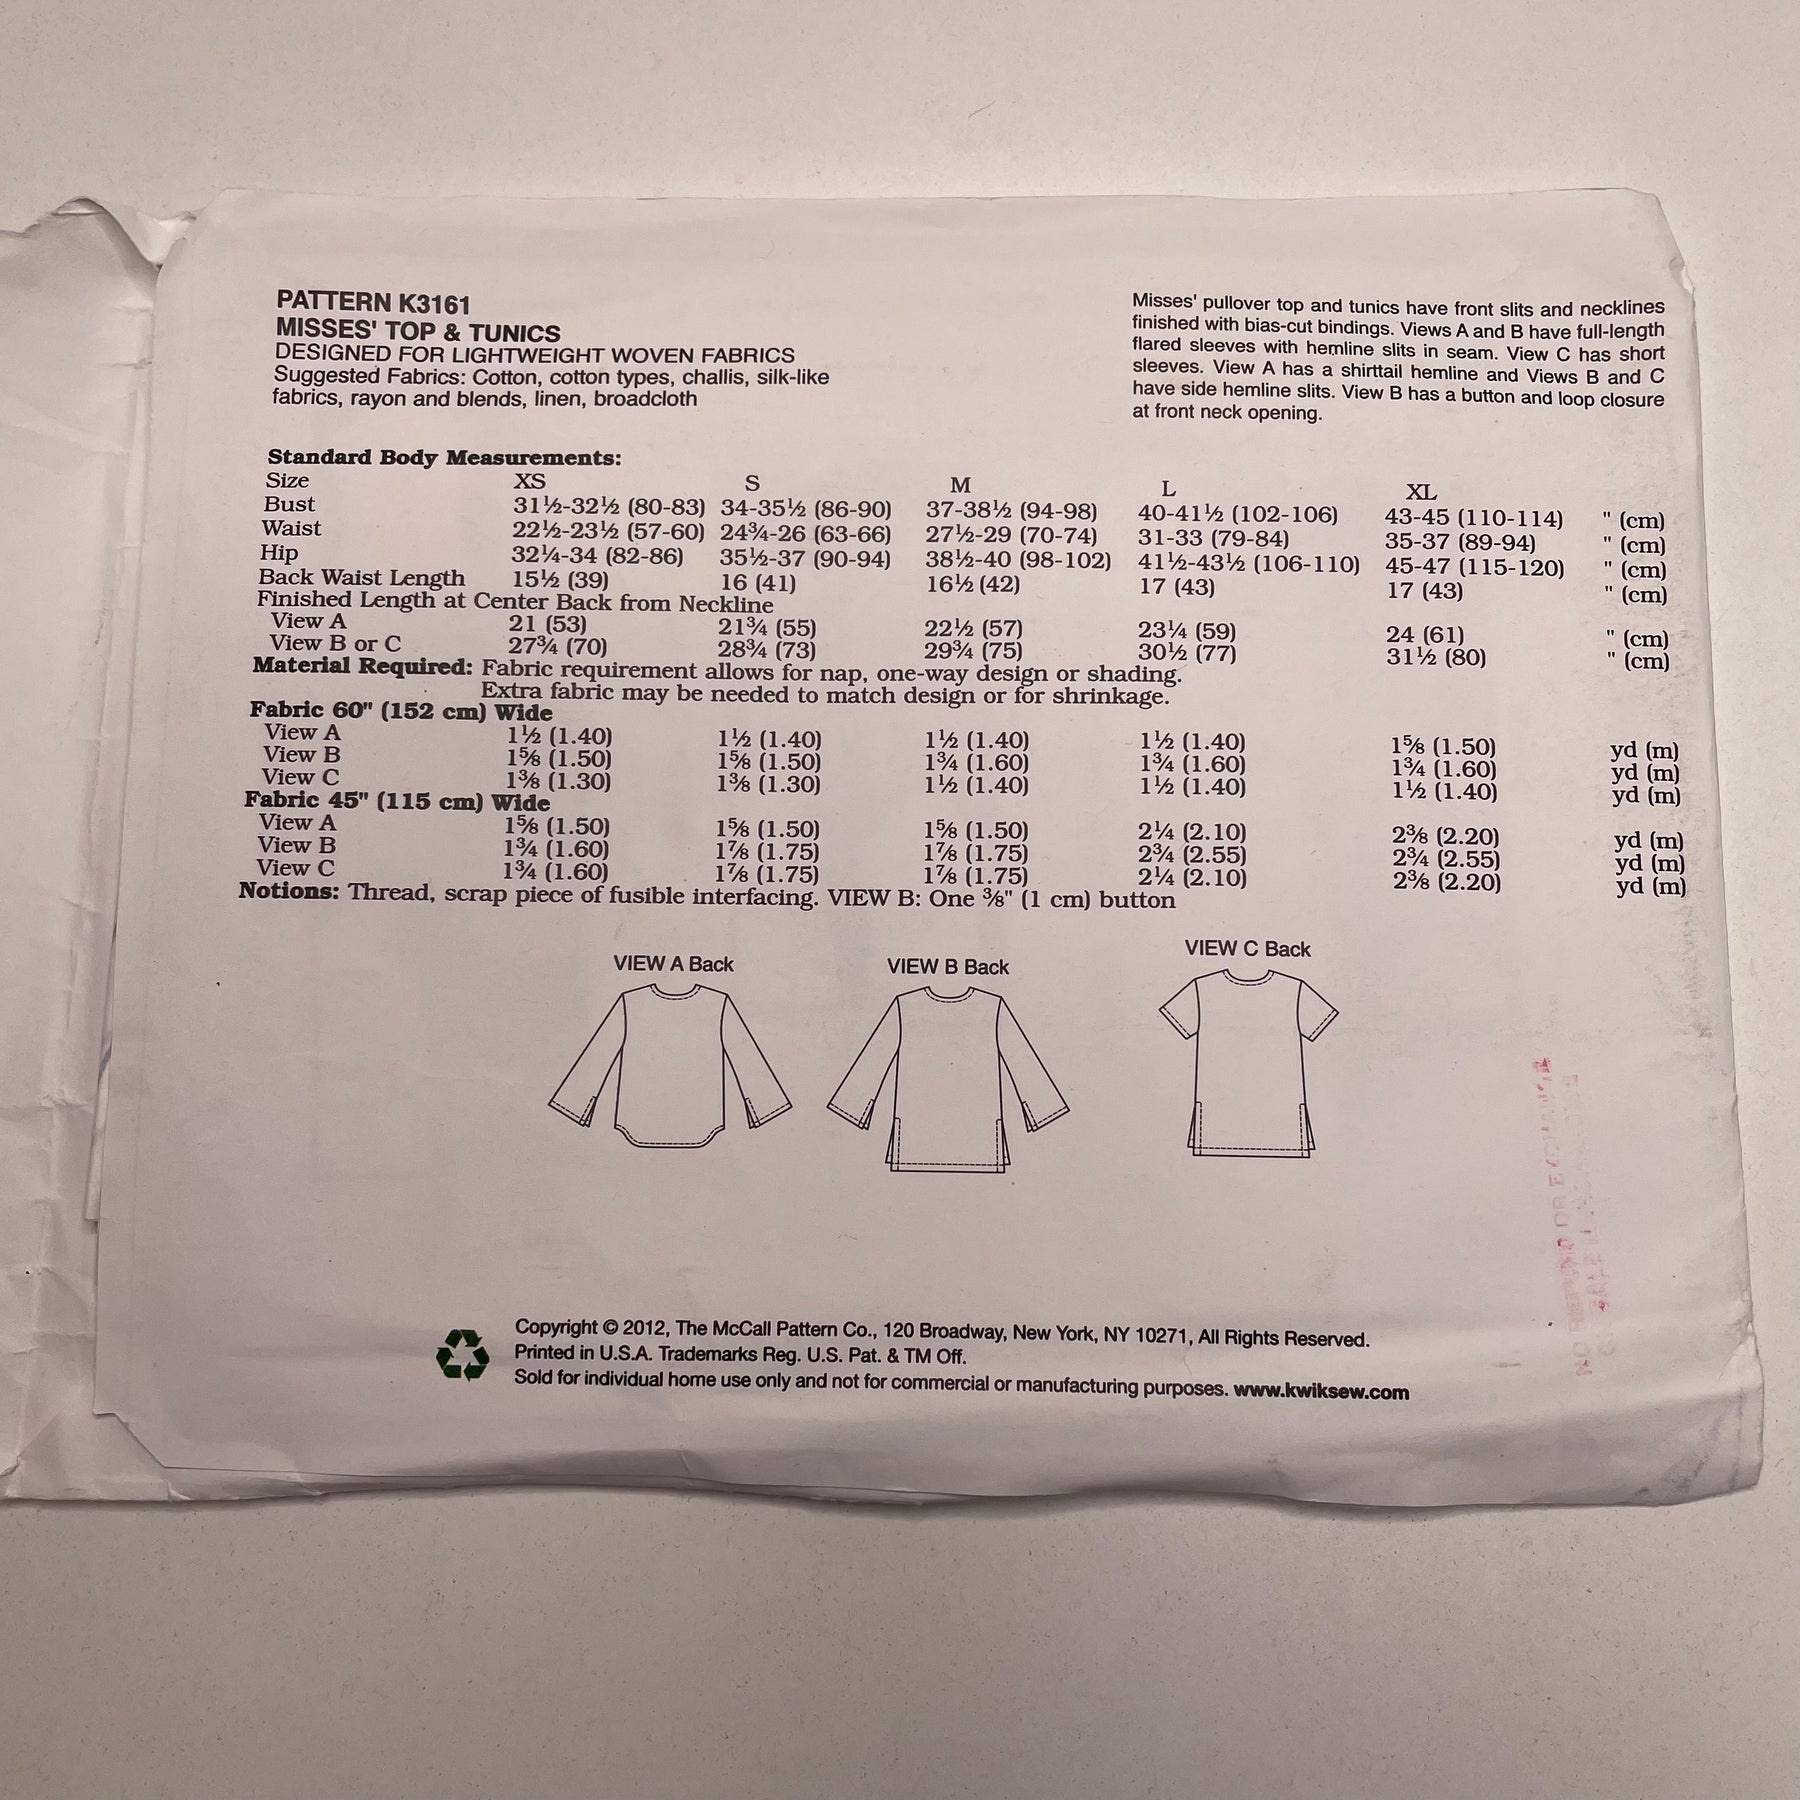 PATTERN K3161
MISSES' TOP & TUNICS
DESIGNED FOR LIGHTWEIGHT WOVEN FABRICS
Suggested Fabrics: Cotton, cotton types, challis, silk-like
fabrics, rayon and blends, linen, broadcloth
Misses' pullover top and tunics have front slits and necklines
finished with bias-cut bindings. Views A and B have full-length
flared sleeves with hemline slits in seam. View C has short
sleeves. View A has a shirttail hemline and Views B and C
have side hemline slits. View B has a button and loop closure
at front neck opening.
Standard Body Measurements:
Size XS S M L XL
Bust 31½-32½ (80-83) 34-35½ (86-90) 37-38½ (94-98) 40-41½ (102-106) 43-45 (110-114) " (cm)
Waist 22½-23½ (57-60) 24¾-26 (63-66) 27½-29 (70-74) 31-33 (79-84) 35-37 (89-94) " (cm)
Hip 32¼-34 (82-86) 35½-37 (90-94) 38½-40 (98-102) 41½-43½ (106-110) 45-47 (115-120) " (cm)
Back Waist Length 15½ (39) 16 (41) 16½ (42) 17 (43) 17 (43) " (cm)
Finished Length at Center Back from Neckline
View A 21 (53) 21¾ (55) 22½ (57) 23¼ (59) 24 (61) " (cm)
View B or C 27¾ (70) 28¾ (73) 29¾ (75) 30½ (77) 31½ (80) " (cm)
Material Required: Fabric requirement allows for nap, one-way design or shading.
Extra fabric may be needed to match design or for shrinkage.
Fabric 60" (152 cm) Wide
View A 1½ (1.40) 1½ (1.40) 1½ (1.40) 1½ (1.40) 1⅝ (1.50) yd (m)
View B 1⅝ (1.50) 1⅝ (1.50) 1¾ (1.60) 1¾ (1.60) 1¾ (1.60) yd (m)
View C 1⅜ (1.30) 1⅜ (1.30) 1½ (1.40) 1½ (1.40) 1½ (1.40) yd (m)
Fabric 45" (115 cm) Wide
View A 1⅝ (1.50) 1⅝ (1.50) 1⅝ (1.50) 2¼ (2.10) 2⅜ (2.20) yd (m)
View B 1¾ (1.60) 1⅞ (1.75) 1⅞ (1.75) 2¾ (2.55) 2¾ (2.55) yd (m)
View C 1¾ (1.60) 1⅞ (1.75) 1⅞ (1.75) 2¼ (2.10) 2⅜ (2.20) yd (m)
Notions: Thread, scrap piece of fusible interfacing. VIEW B: One ⅜" (1 cm) button
VIEW A Back VIEW B Back VIEW C Back
NO REFUND OR EXCHANGE
Copyright © 2012, The McCall Pattern Co., 120 Broadway, New York, NY 10271, All Rights Reserved.
Printed in U.S.A. Trademarks Reg. U.S. Pat. & TM Off.
Sold for individual home use only and not for commercial or manufacturing purposes. www.kwiksew.com